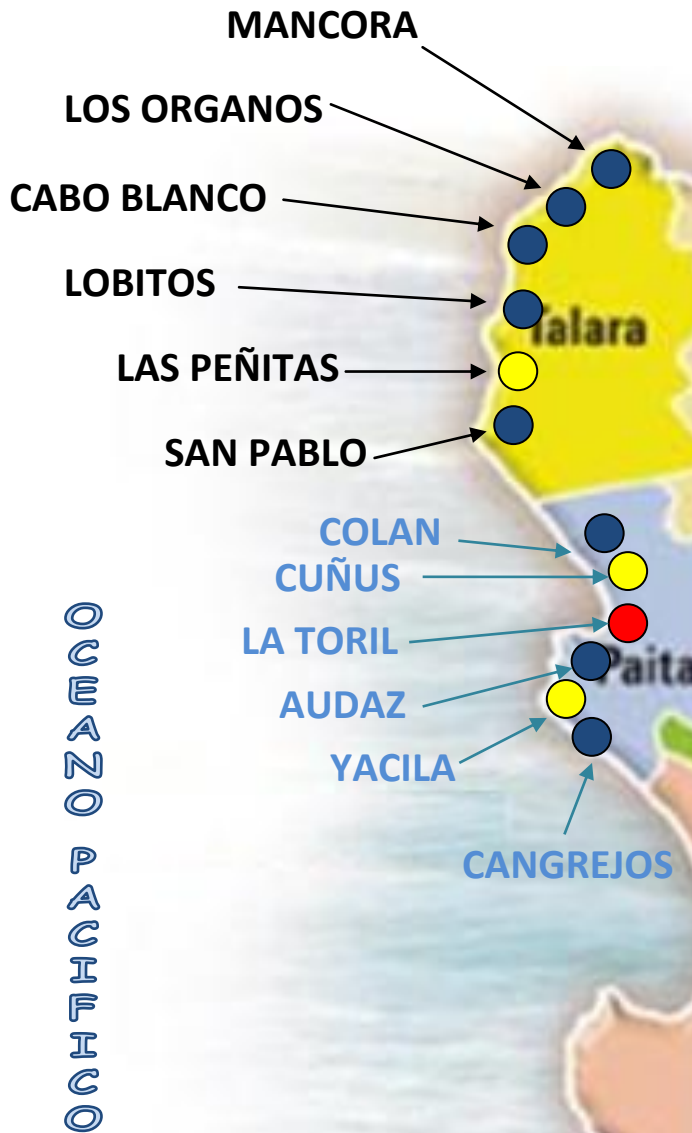 MANCORA
LOS ORGANOS
CABO BLANCO
LOBITOS
Talara
LAS PEÑITAS
SAN PABLO
COLAN
CUÑUS
LA TORIL
Paita
AUDAZ
YACILA
CANGREJOS
OCEANO PACIFICO